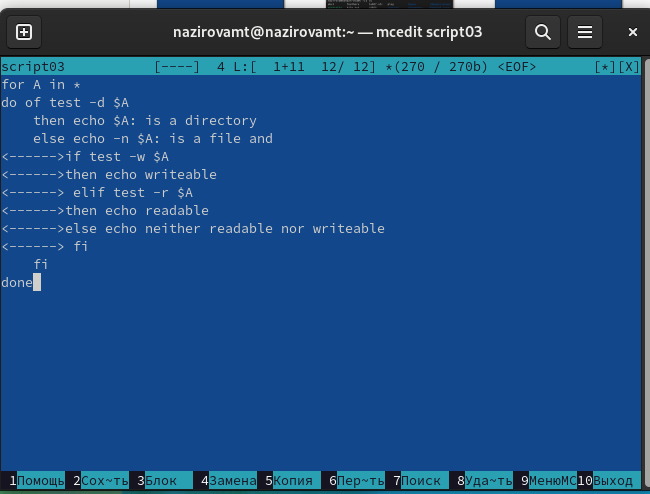 nazirovamt@nazirovamt:~ — mcedit script03
script03 [----] 4 L:[ 1+11 12/ 12] *(270 / 270b) <EOF> [*][X]
for A in *
do of test -d $A
then echo $A: is a directory
else echo -n $A: is a file and
<------>if test -w $A
<------>then echo writeable
<------> elif test -r $A
<------>then echo readable
<------>else echo neither readable nor writeable
<------> fi
fi
done
1Помощь 2Сох~ть 3Блок 4Замена 5Копия 6Пер~ть 7Поиск 8Уда~ть 9МенюMC 10Выход